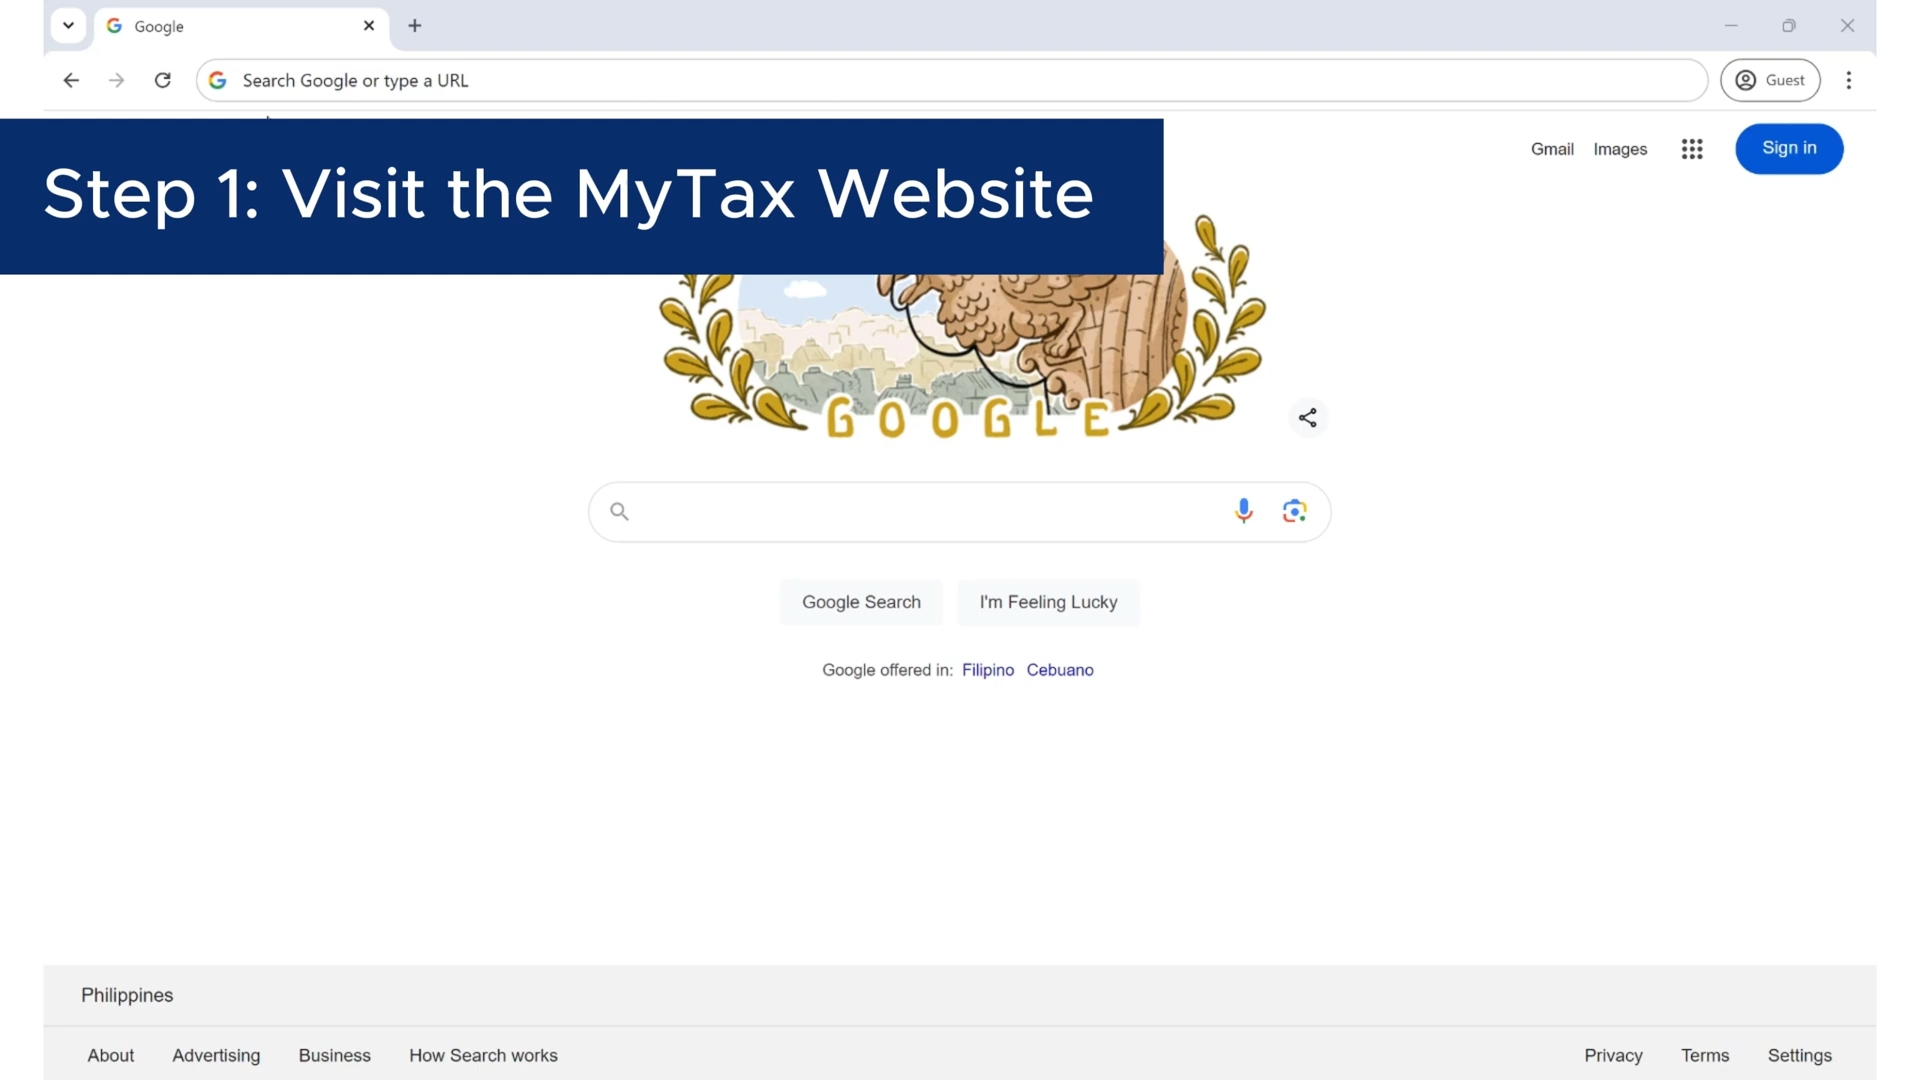 Google
Search Google or type a URL
Guest
Step 1: Visit the MyTax Website
Gmail Images
Sign in
GOOGLE
Google Search I'm Feeling Lucky
Google offered in: Filipino Cebuano
Philippines
About Advertising Business How Search works Privacy Terms Settings